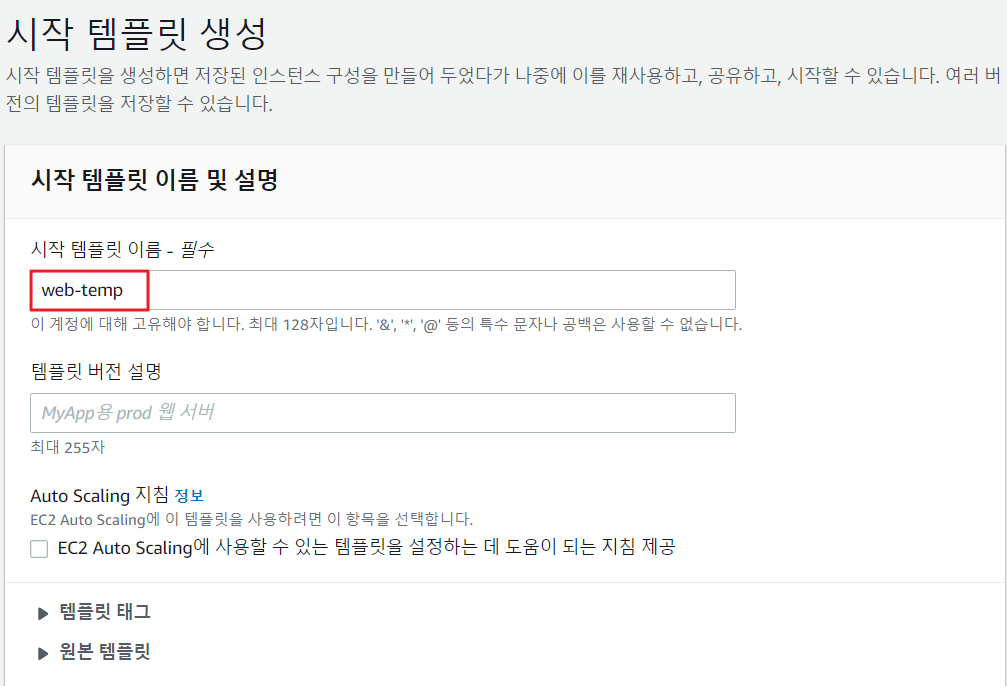 시작 템플릿 생성
시작 템플릿을 생성하면 저장된 인스턴스 구성을 만들어 두었다가 나중에 이를 재사용하고, 공유하고, 시작할 수 있습니다. 여러 버
전의 템플릿을 저장할 수 있습니다.
시작 템플릿 이름 및 설명
시작 템플릿 이름 - 필수
web-temp
이 계정에 대해 고유해야 합니다. 최대 128자입니다. '&', '*', '@' 등의 특수 문자나 공백은 사용할 수 없습니다.
템플릿 버전 설명
MyApp용 prod 웹 서버
최대 255자
Auto Scaling 지침 정보
EC2 Auto Scaling에 이 템플릿을 사용하려면 이 항목을 선택합니다.
EC2 Auto Scaling에 사용할 수 있는 템플릿을 설정하는 데 도움이 되는 지침 제공
템플릿 태그
원본 템플릿